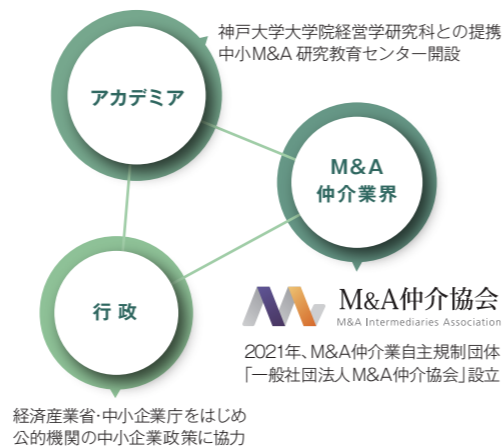 神戸大学大学院経営学研究科との提携
中小M&A 研究教育センター開設
アカデミア
M&A
仲介業界
行政
M&A仲介協会
M&A Intermediaries Association
2021年、M&A仲介業自主規制団体
「一般社団法人M&A仲介協会」設立
経済産業省・中小企業庁をはじめ
公的機関の中小企業政策に協力